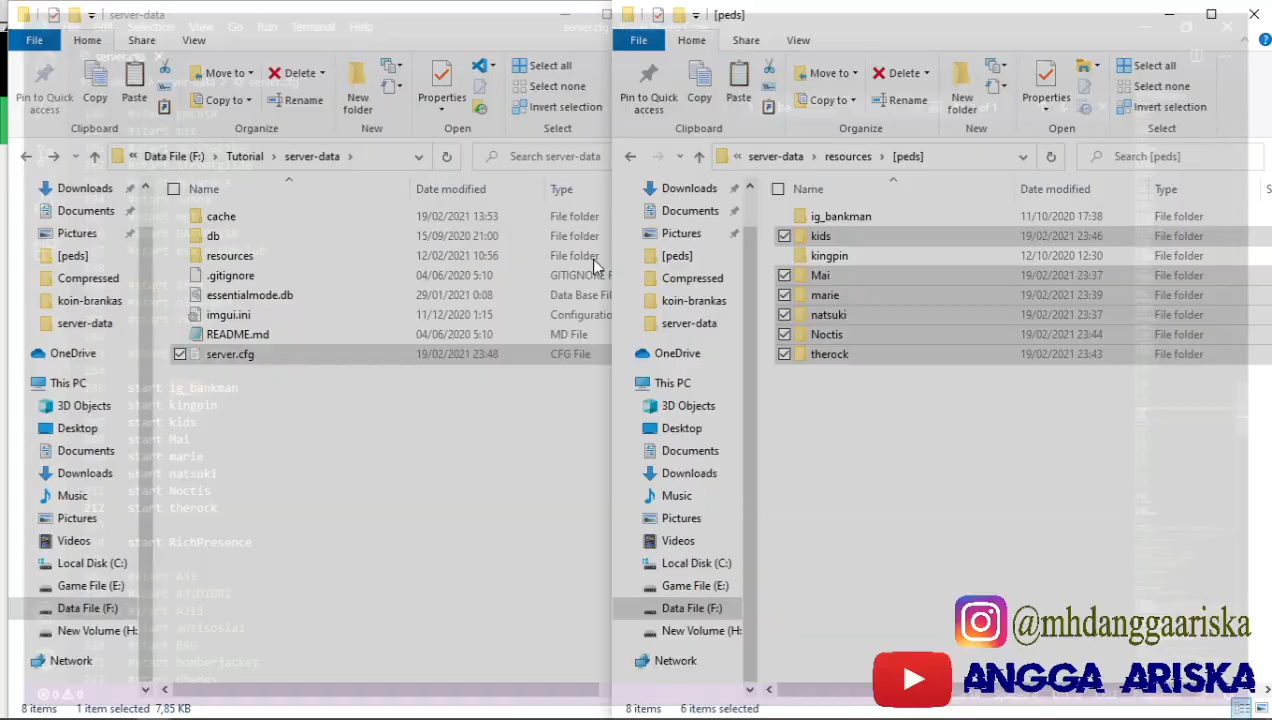 server-data
File Home Share View
Pin to Quick access
Copy
Paste
Clipboard
Move to
Copy to
Delete
Rename
Organize
New folder
New
Properties
Open
Select all
Select none
Invert selection
Select
« Data File (F:) › Tutorial › server-data ›
Search server-data
Name Date modified Type
cache 19/02/2021 13:53 File folder
db 15/09/2020 21:00 File folder
resources 12/02/2021 10:56 File folder
.gitignore 04/06/2020 5:10 GITIGNORE F
essentialmode.db 29/01/2021 0:08 Data Base Fil
imgui.ini 11/12/2020 1:15 Configuratio
README.md 04/06/2020 5:10 MD File
server.cfg 19/02/2021 23:48 CFG File
Downloads
Documents
Pictures
[peds]
Compressed
koin-brankas
server-data
OneDrive
This PC
3D Objects
Desktop
Documents
Downloads
Music
Pictures
Videos
Local Disk (C:)
Game File (E:)
Data File (F:)
New Volume (H:
Network
8 items 1 item selected 7,85 KB
start ig_bankman
start kingpin
start kids
start Mai
start marie
start natsuki
start Noctis
212 start therock
start RichPresence
[peds]
File Home Share View
Pin to Quick access
Copy
Paste
Clipboard
Move to
Copy to
Delete
Rename
Organize
New folder
New
Properties
Open
Select all
Select none
Invert selection
Select
« server-data › resources › [peds]
Search [peds]
Name Date modified Type S
ig_bankman 11/10/2020 17:38 File folder
kids 19/02/2021 23:46 File folder
kingpin 12/10/2020 12:30 File folder
Mai 19/02/2021 23:37 File folder
marie 19/02/2021 23:39 File folder
natsuki 19/02/2021 23:37 File folder
Noctis 19/02/2021 23:44 File folder
therock 19/02/2021 23:43 File folder
Downloads
Documents
Pictures
[peds]
Compressed
koin-brankas
server-data
OneDrive
This PC
3D Objects
Desktop
Documents
Downloads
Music
Pictures
Videos
Local Disk (C:)
Game File (E:)
Data File (F:)
New Volume (H:
Network
8 items 6 items selected
@mhdanggaariska
ANGGA ARISKA